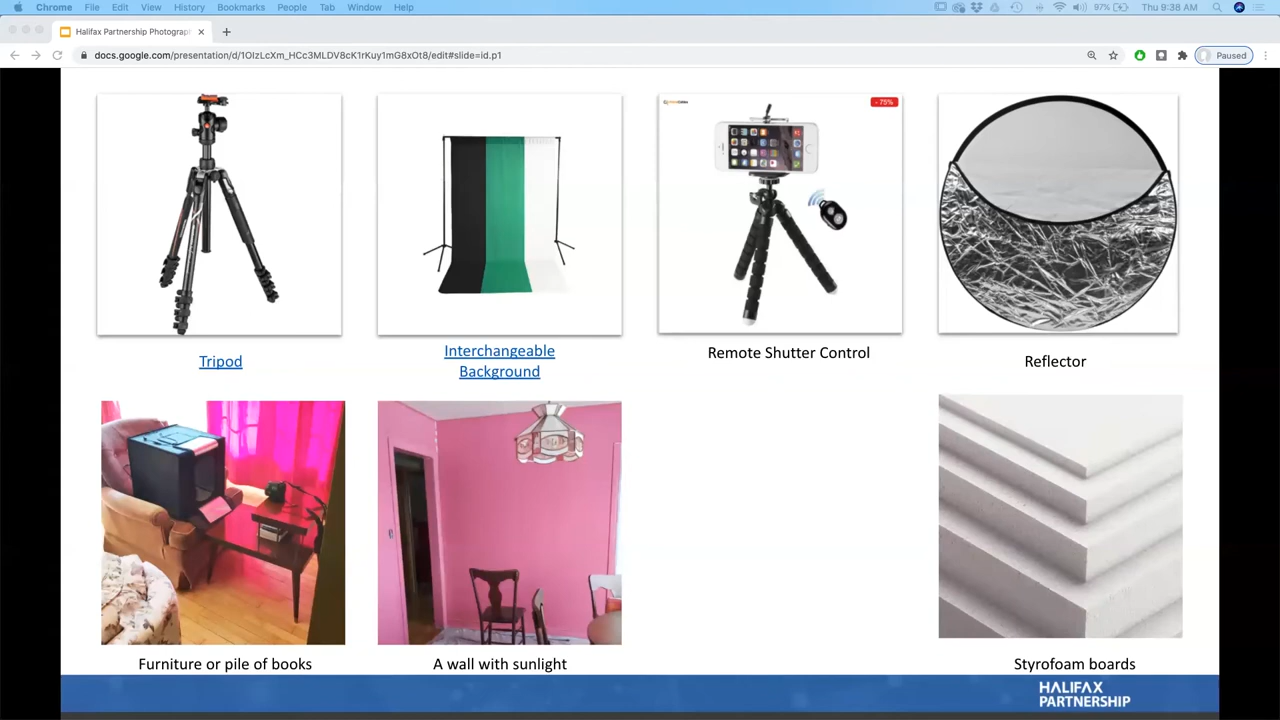 Chrome File Edit View History Bookmarks People Tab Window Help 97% Thu 9:38 AM
Halifax Partnership Photograp
docs.google.com/presentation/d/1OIzLcXm_HCc3MLDV8cK1rKuy1mG8xOt8/edit#slide=id.p1 Paused
-75%
Tripod
Interchangeable
Background
Remote Shutter Control
Reflector
Furniture or pile of books
A wall with sunlight
Styrofoam boards
HALIFAX
PARTNERSHIP